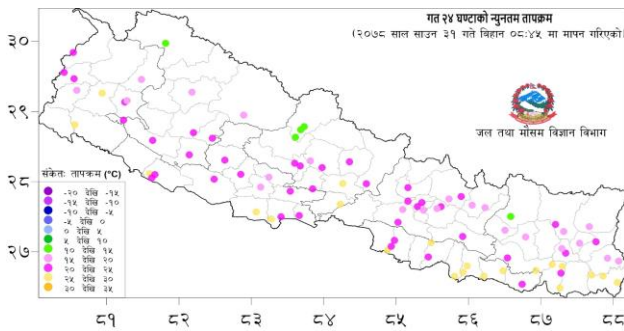 गत २४ घण्टाको न्युनतम तापक्रम
(२०७८ साल साउन ३१ गते बिहान ०८:४५ मा मापन गरिएको)
३०
२९
जल तथा मौसम विज्ञान विभाग
२८
संकेतः तापक्रम (°C)
-२० देखि -१५
-१५ देखि -१०
-१० देखि -५
-५ देखि ०
० देखि ५
५ देखि १०
१० देखि १५
१५ देखि २०
२० देखि २५
२५ देखि ३०
३० देखि ३५
२७
८१ ८२ ८३ ८४ ८५ ८६ ८७ ८८